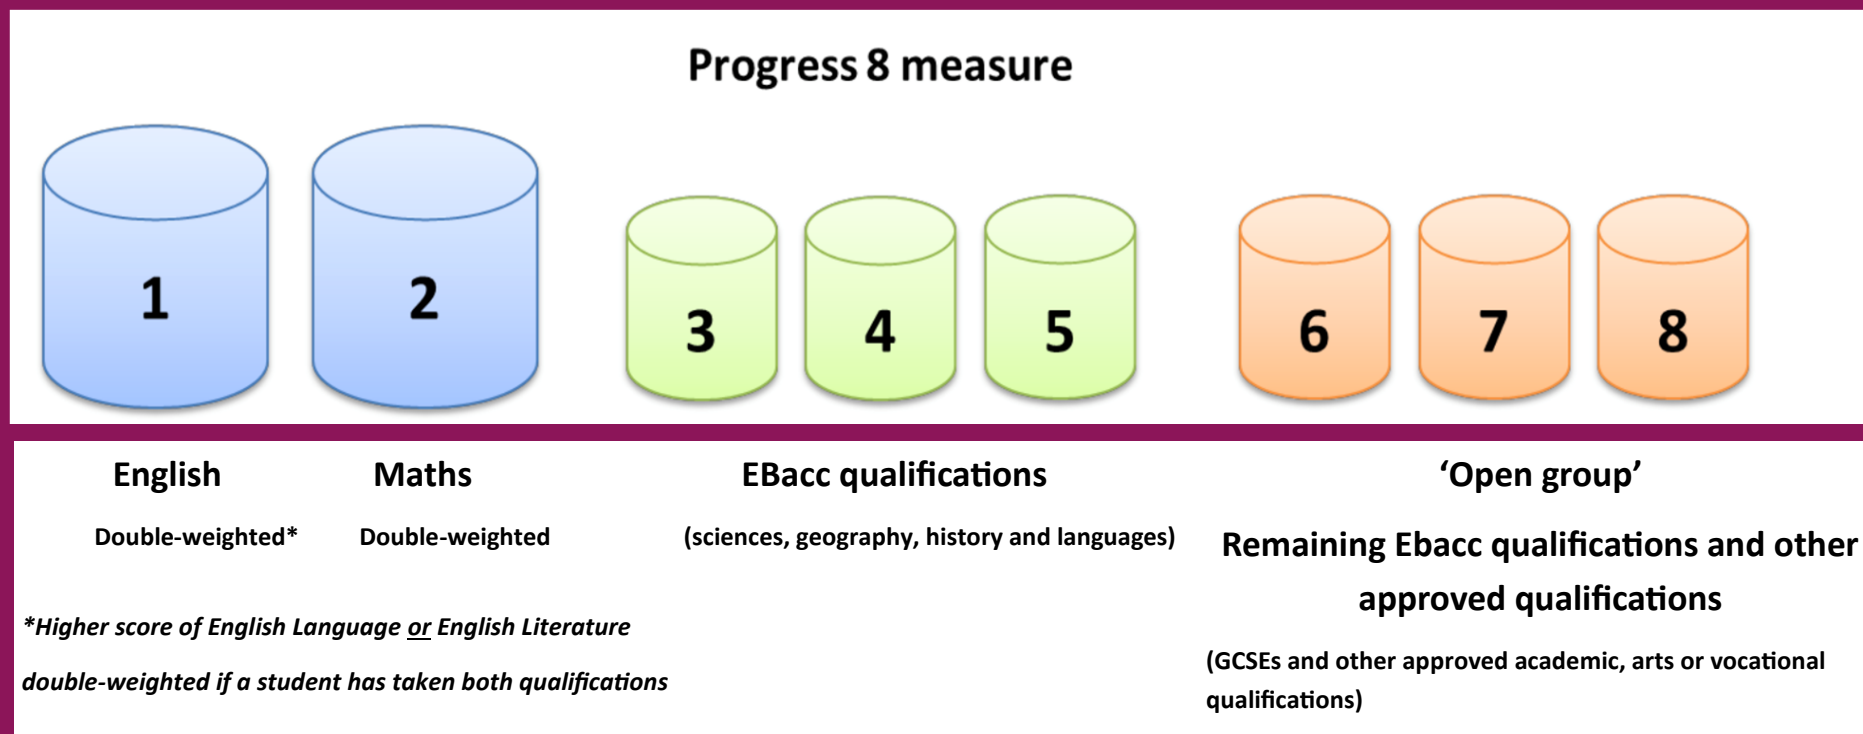 Progress 8 measure
1
2
3
4
5
6
7
8
English
Maths
EBacc qualifications
‘Open group’
Double-weighted*
Double-weighted
(sciences, geography, history and languages)
Remaining Ebacc qualifications and other
approved qualifications
*Higher score of English Language or English Literature
double-weighted if a student has taken both qualifications
(GCSEs and other approved academic, arts or vocational
qualifications)